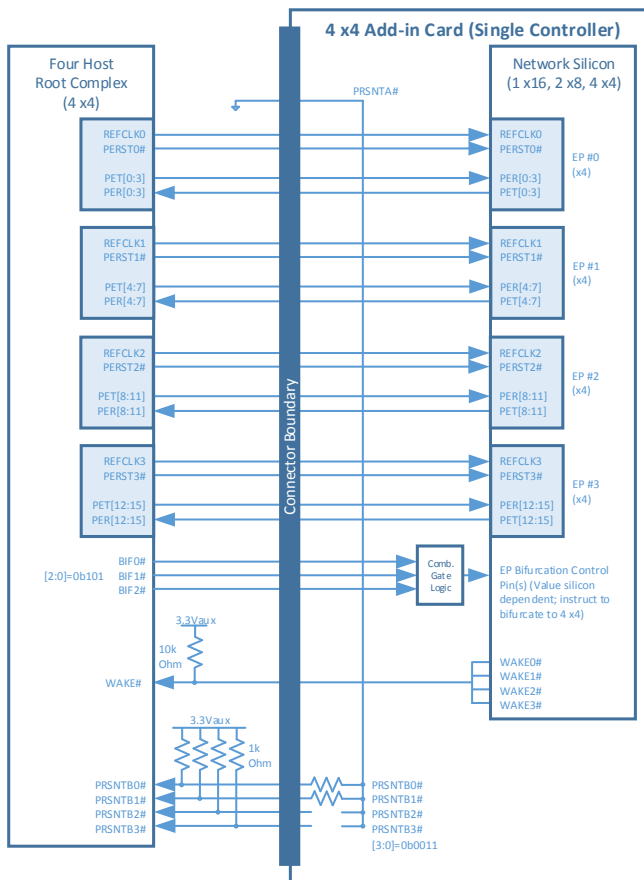 4 x4 Add-in Card (Single Controller)
Four Host
Root Complex
(4 x4)
Network Silicon
(1 x16, 2 x8, 4 x4)
PRSNTA#
REFCLK0
PERST0#
PET[0:3]
PER[0:3]
REFCLK0
PERST0#
PER[0:3]
PET[0:3]
EP #0
(x4)
REFCLK1
PERST1#
PET[4:7]
PER[4:7]
REFCLK1
PERST1#
PER[4:7]
PET[4:7]
EP #1
(x4)
REFCLK2
PERST2#
PET[8:11]
PER[8:11]
REFCLK2
PERST2#
PER[8:11]
PET[8:11]
EP #2
(x4)
Connector Boundary
REFCLK3
PERST3#
PET[12:15]
PER[12:15]
REFCLK3
PERST3#
PER[12:15]
PET[12:15]
EP #3
(x4)
[2:0]=0b101
BIF0#
BIF1#
BIF2#
Comb.
Gate
Logic
EP Bifurcation Control
Pin(s) (Value silicon
dependent; instruct to
bifurcate to 4 x4)
3.3Vaux
10k
Ohm
WAKE#
WAKE0#
WAKE1#
WAKE2#
WAKE3#
3.3Vaux
1k
Ohm
PRSNTB0#
PRSNTB1#
PRSNTB2#
PRSNTB3#
PRSNTB0#
PRSNTB1#
PRSNTB2#
PRSNTB3#
[3:0]=0b0011